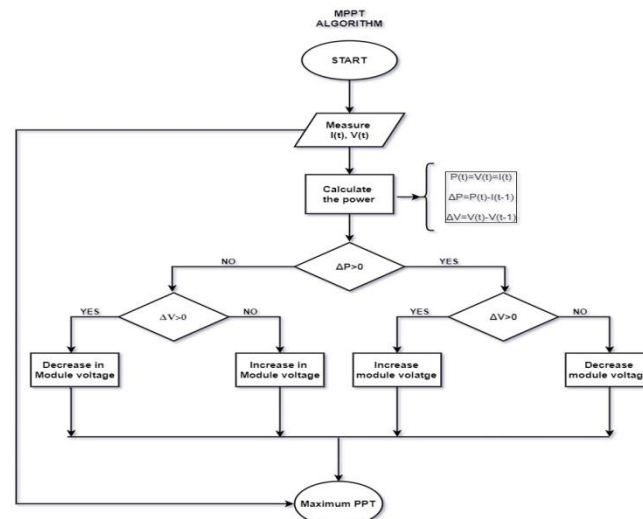 MPPT
ALGORITHM
START
Measure
I(t), V(t)
Calculate
the power
P(t)=V(t)=I(t)
ΔP=P(t)-I(t-1)
ΔV=V(t)-V(t-1)
NO
ΔP>0
YES
YES
ΔV>0
NO
YES
ΔV>0
NO
Decrease in
Module voltage
Increase in
Module voltage
Increase
module volatge
Decrease
module voltage
Maximum PPT